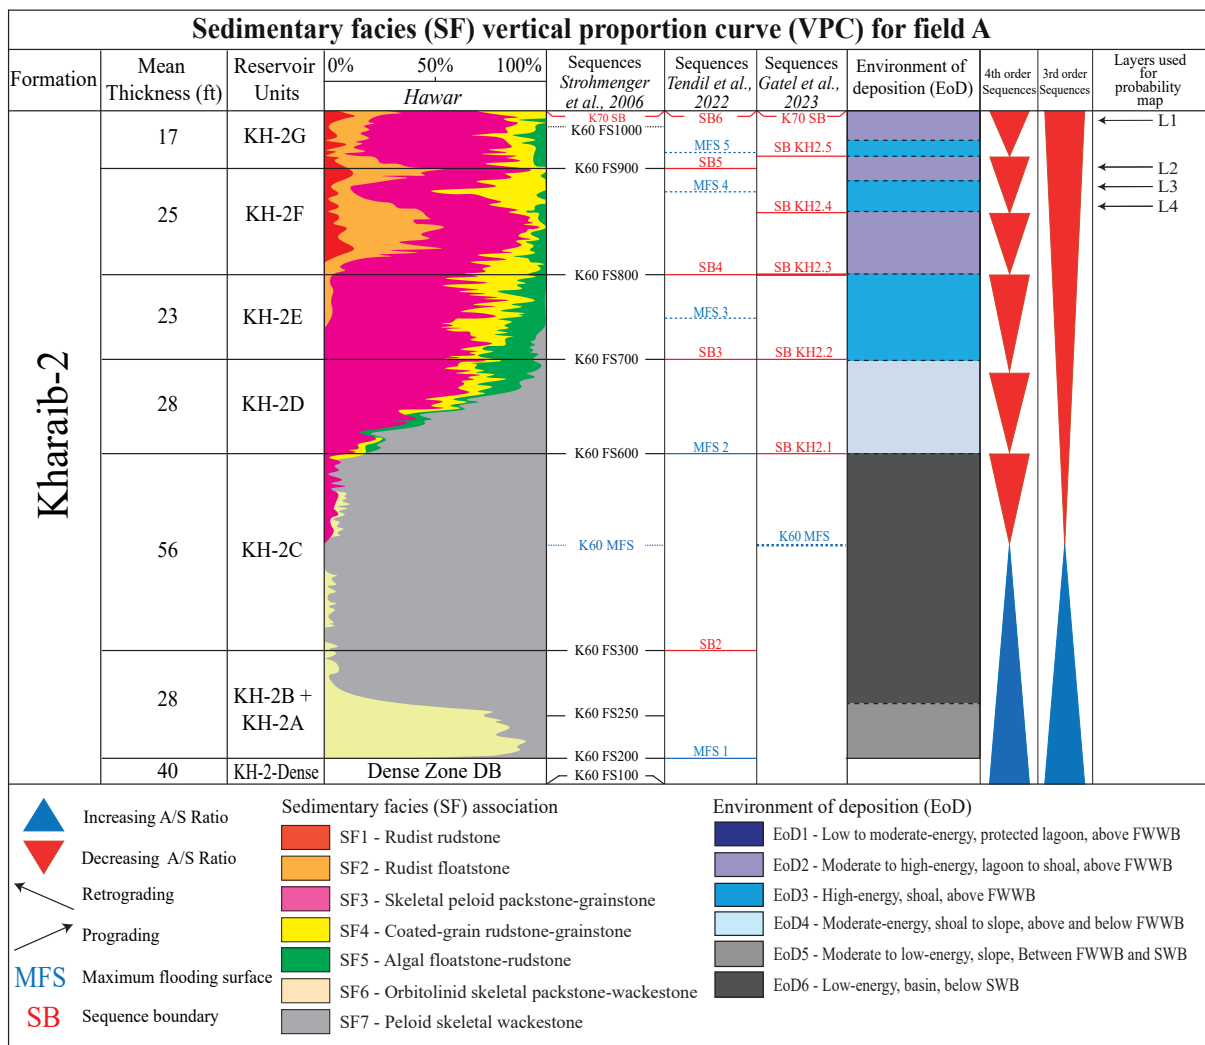 Sedimentary facies (SF) vertical proportion curve (VPC) for field A
Formation
Mean
Thickness (ft)
Reservoir
Units
0%
50%
100%
Hawar
Sequences
Strohmenger
et al., 2006
Sequences
Tendil et al.,
2022
Sequences
Gatel et al.,
2023
Environment of
deposition (EoD)
4th order
Sequences
3rd order
Sequences
Layers used
for
probability
map
Kharaib-2
17
KH-2G
K70 SB
K60 FS1000
SB6
K70 SB
L1
MFS 5
SB KH2.5
K60 FS900
SB5
L2
25
KH-2F
MFS 4
L3
SB KH2.4
L4
K60 FS800
SB4
SB KH2.3
23
KH-2E
MFS 3
K60 FS700
SB3
SB KH2.2
28
KH-2D
K60 FS600
MFS 2
SB KH2.1
56
KH-2C
K60 MFS
K60 MFS
K60 FS300
SB2
28
KH-2B +
KH-2A
K60 FS250
K60 FS200
MFS 1
40
KH-2-Dense
Dense Zone DB
K60 FS100
Increasing A/S Ratio
Decreasing A/S Ratio
Retrograding
Prograding
MFS Maximum flooding surface
SB Sequence boundary
Sedimentary facies (SF) association
SF1 - Rudist rudstone
SF2 - Rudist floatstone
SF3 - Skeletal peloid packstone-grainstone
SF4 - Coated-grain rudstone-grainstone
SF5 - Algal floatstone-rudstone
SF6 - Orbitolinid skeletal packstone-wackestone
SF7 - Peloid skeletal wackestone
Environment of deposition (EoD)
EoD1 - Low to moderate-energy, protected lagoon, above FWWB
EoD2 - Moderate to high-energy, lagoon to shoal, above FWWB
EoD3 - High-energy, shoal, above FWWB
EoD4 - Moderate-energy, shoal to slope, above and below FWWB
EoD5 - Moderate to low-energy, slope, Between FWWB and SWB
EoD6 - Low-energy, basin, below SWB